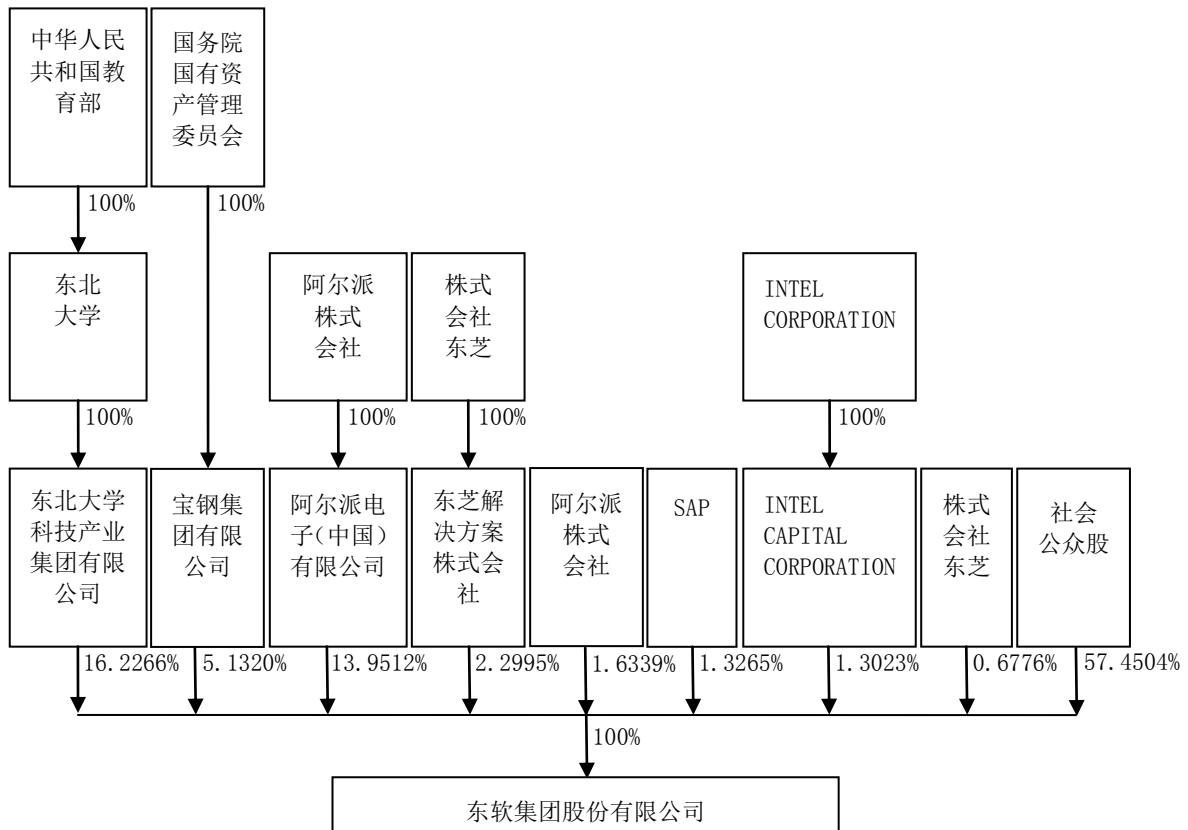 中华人民
共和国教
育部
国务院
国有资
产管理
委员会
100%
100%
东北
大学
阿尔派
株式
会社
株式
会社
东芝
INTEL
CORPORATION
100%
100%
100%
100%
东北大学
科技产业
集团有限
公司
宝钢集
团有限
公司
阿尔派电
子(中国)
有限公司
东芝解
决方案
株式会
社
阿尔派
株式
会社
SAP
INTEL
CAPITAL
CORPORATION
株式
会社
东芝
社会
公众股
16.2266%
5.1320%
13.9512%
2.2995%
1.6339%
1.3265%
1.3023%
0.6776%
57.4504%
100%
东软集团股份有限公司